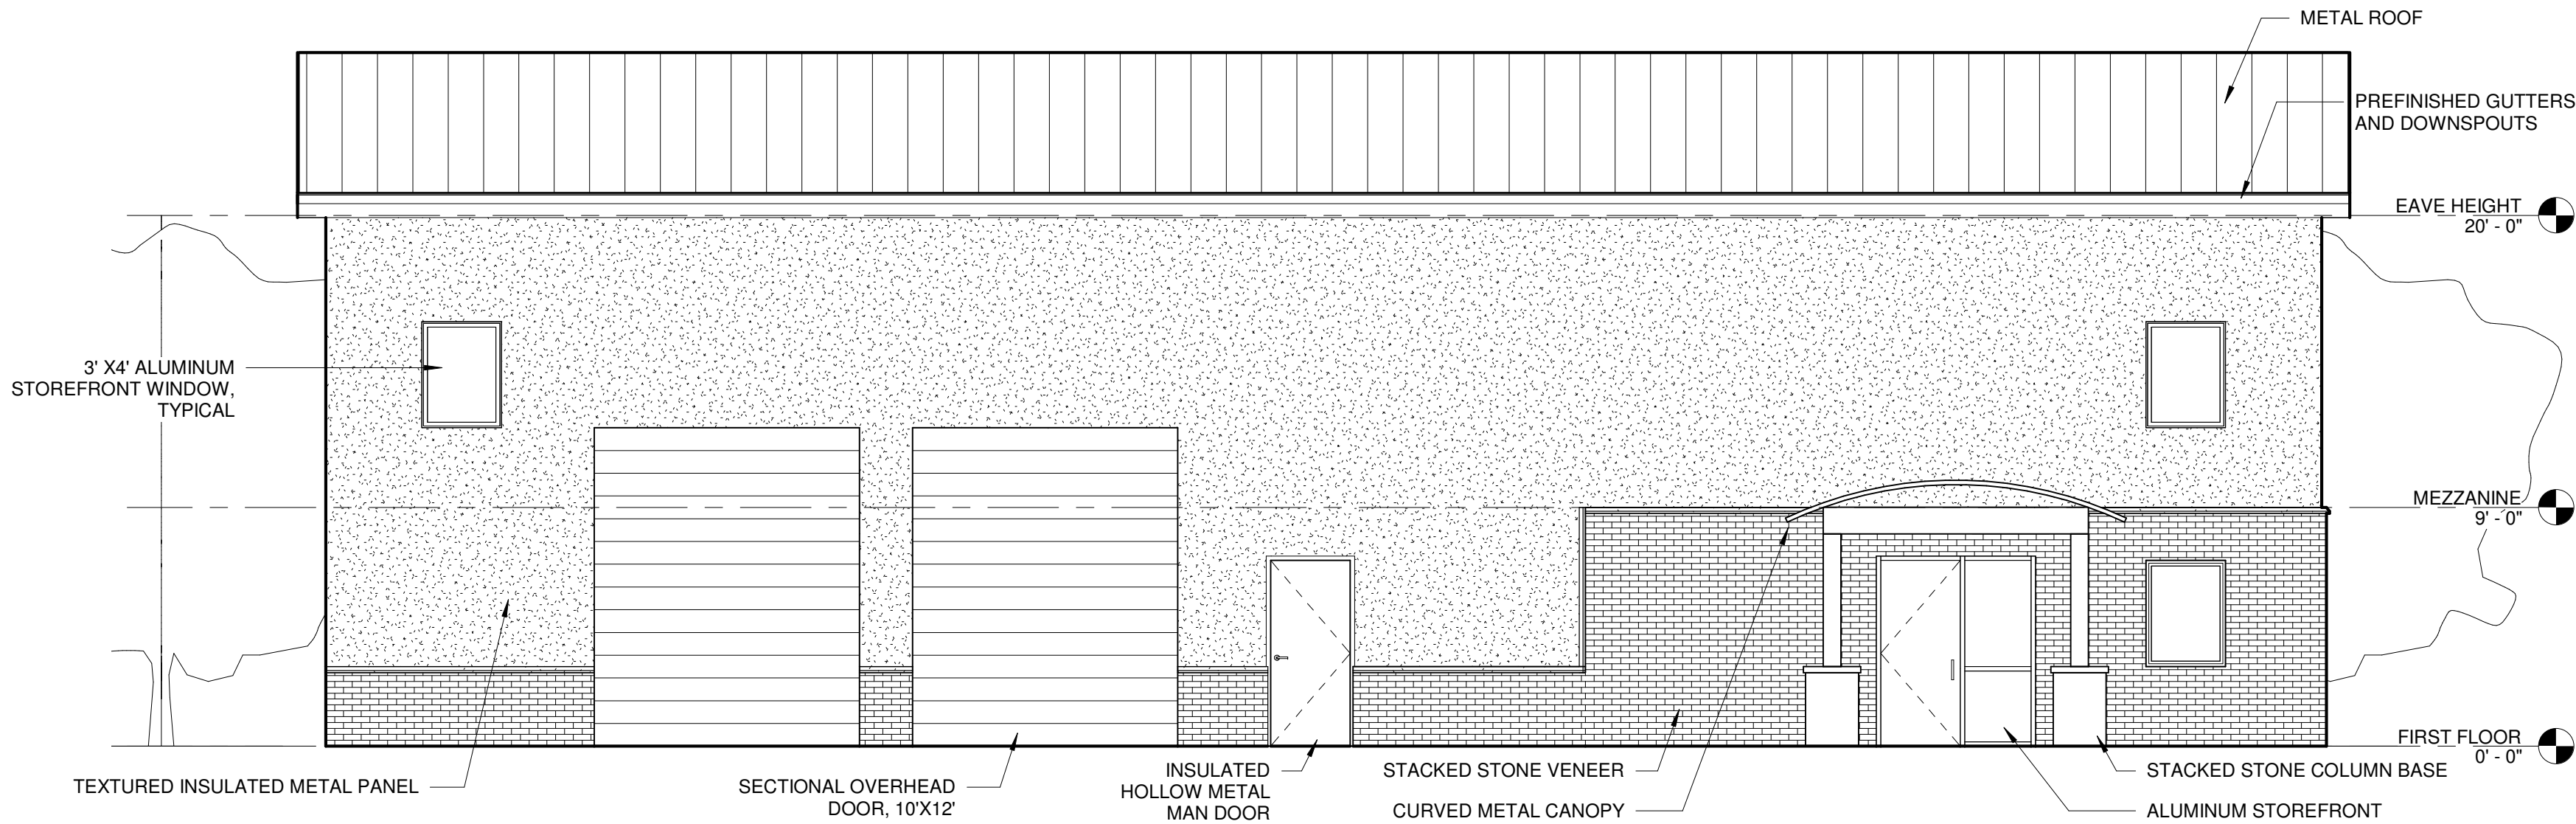 METAL ROOF
PREFINISHED GUTTERS
AND DOWNSPOUTS
EAVE HEIGHT
20' - 0"
3' X4' ALUMINUM
STOREFRONT WINDOW,
TYPICAL
MEZZANINE
9' - 0"
FIRST FLOOR
0' - 0"
TEXTURED INSULATED METAL PANEL
SECTIONAL OVERHEAD
DOOR, 10'X12'
INSULATED
HOLLOW METAL
MAN DOOR
STACKED STONE VENEER
CURVED METAL CANOPY
STACKED STONE COLUMN BASE
ALUMINUM STOREFRONT